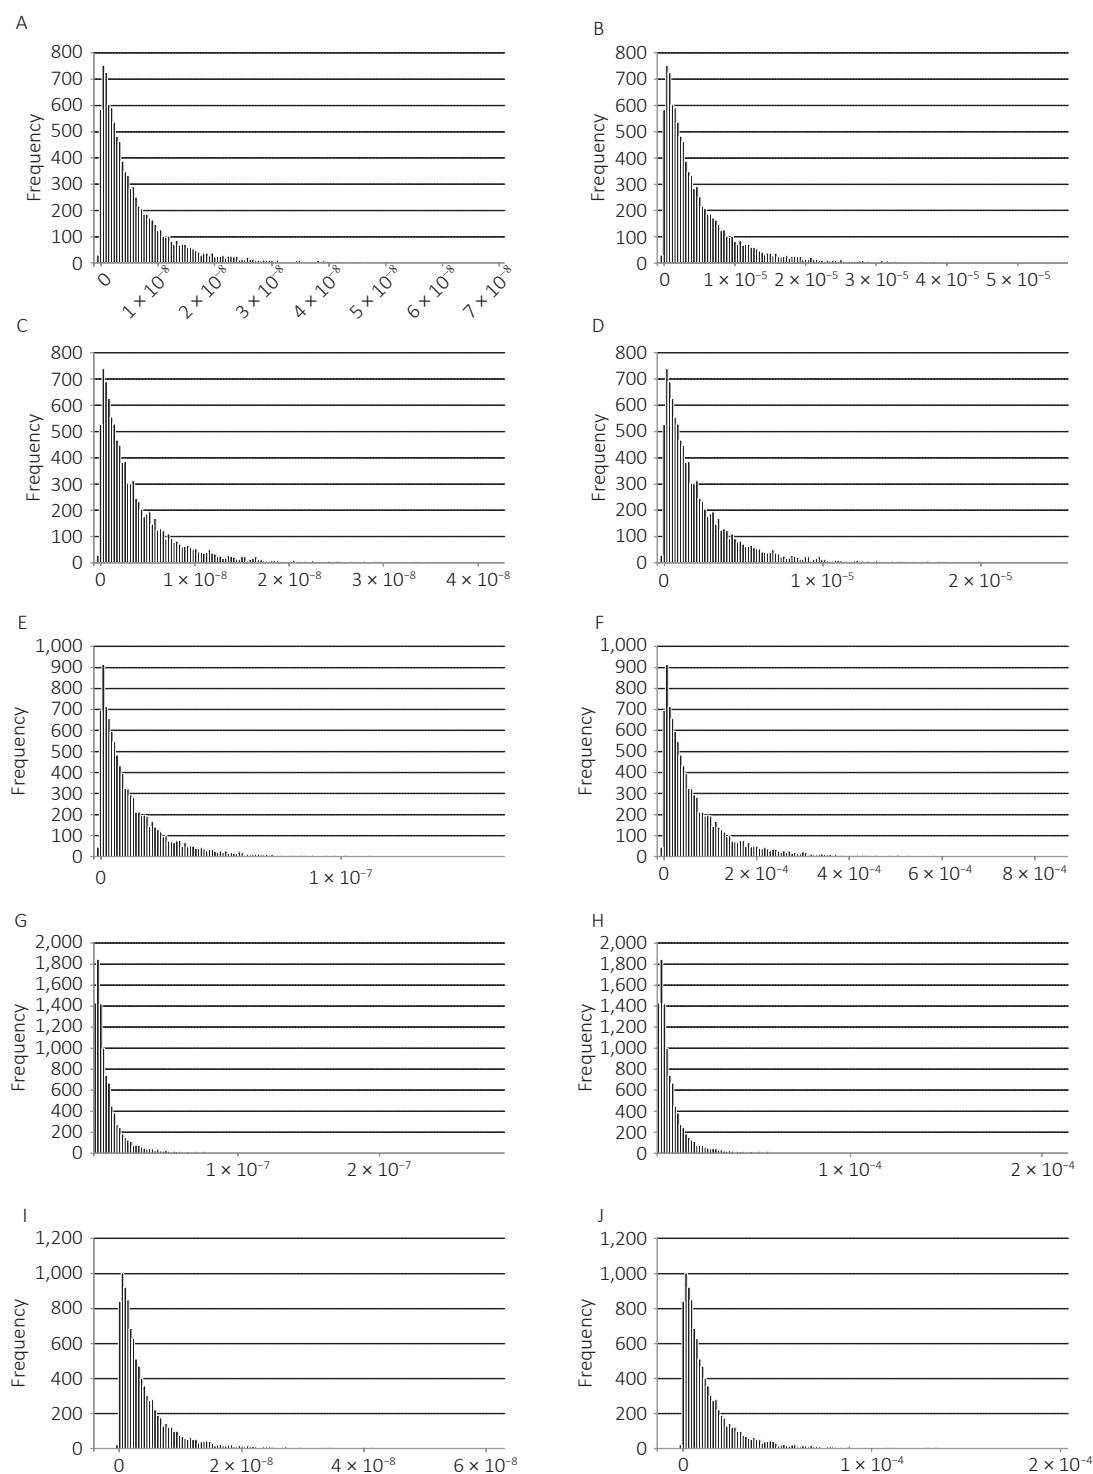 A
800
700
600
500
400
300
200
100
0
Frequency
0
1 × 10⁻⁸
2 × 10⁻⁸
3 × 10⁻⁸
4 × 10⁻⁸
5 × 10⁻⁸
6 × 10⁻⁸
7 × 10⁻⁸
B
800
700
600
500
400
300
200
100
0
Frequency
0 1 × 10⁻⁵ 2 × 10⁻⁵ 3 × 10⁻⁵ 4 × 10⁻⁵ 5 × 10⁻⁵
C
800
700
600
500
400
300
200
100
0
Frequency
0 1 × 10⁻⁸ 2 × 10⁻⁸ 3 × 10⁻⁸ 4 × 10⁻⁸
D
800
700
600
500
400
300
200
100
0
Frequency
0 1 × 10⁻⁵ 2 × 10⁻⁵
E
1,000
900
800
700
600
500
400
300
200
100
0
Frequency
0 1 × 10⁻⁷
F
1,000
900
800
700
600
500
400
300
200
100
0
Frequency
0 2 × 10⁻⁴ 4 × 10⁻⁴ 6 × 10⁻⁴ 8 × 10⁻⁴
G
2,000
1,800
1,600
1,400
1,200
1,000
800
600
400
200
0
Frequency
1 × 10⁻⁷ 2 × 10⁻⁷
H
2,000
1,800
1,600
1,400
1,200
1,000
800
600
400
200
0
Frequency
1 × 10⁻⁴ 2 × 10⁻⁴
I
1,200
1,000
800
600
400
200
0
Frequency
0 2 × 10⁻⁸ 4 × 10⁻⁸ 6 × 10⁻⁸
J
1,200
1,000
800
600
400
200
0
Frequency
0 1 × 10⁻⁴ 2 × 10⁻⁴